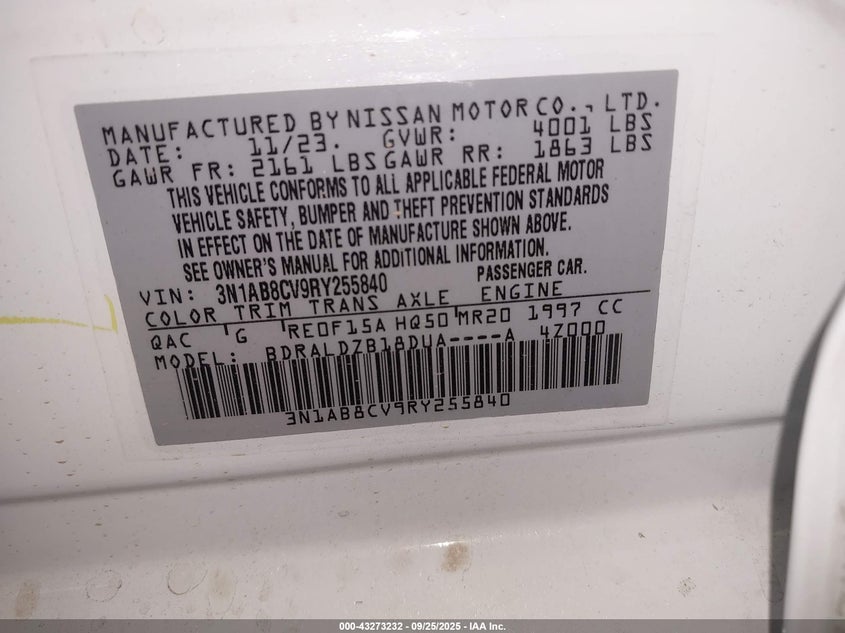 MANUFACTURED BY NISSAN MOTOR CO., LTD.
DATE: 11/23. GVWR: 4001 LBS
GAWR FR: 2161 LBS GAWR RR: 1863 LBS
THIS VEHICLE CONFORMS TO ALL APPLICABLE FEDERAL MOTOR
VEHICLE SAFETY, BUMPER AND THEFT PREVENTION STANDARDS
IN EFFECT ON THE DATE OF MANUFACTURE SHOWN ABOVE.
SEE OWNER'S MANUAL FOR ADDITIONAL INFORMATION.
VIN: 3N1AB8CV9RY255840 PASSENGER CAR.
COLOR TRIM TRANS AXLE ENGINE
QAC G RE0F15A HQ50 MR20 1997 CC
MODEL: BDRALDZB18DUA----A 4Z000
3N1AB8CV9RY255840
000-43273232 - 09/25/2025 - IAA Inc.